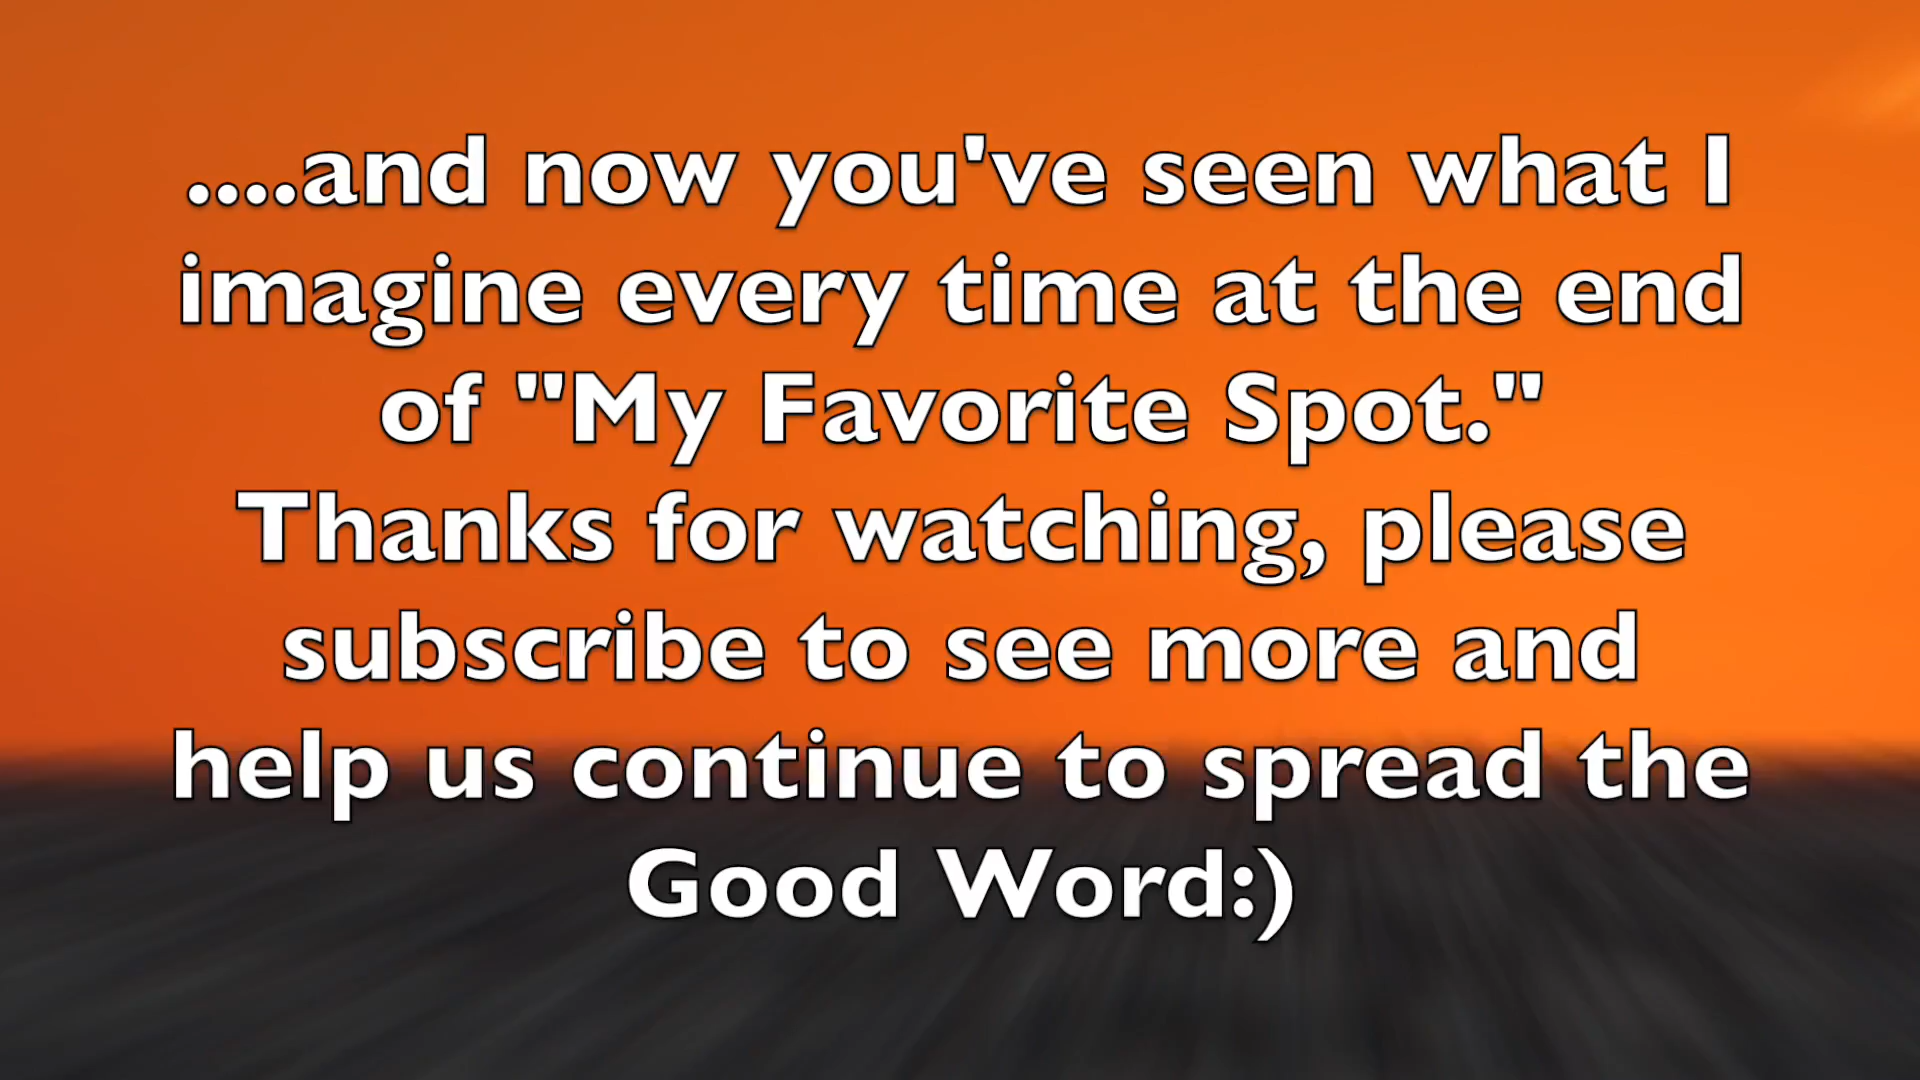 ....and now you've seen what I
imagine every time at the end
of "My Favorite Spot."
Thanks for watching, please
subscribe to see more and
help us continue to spread the
Good Word:)